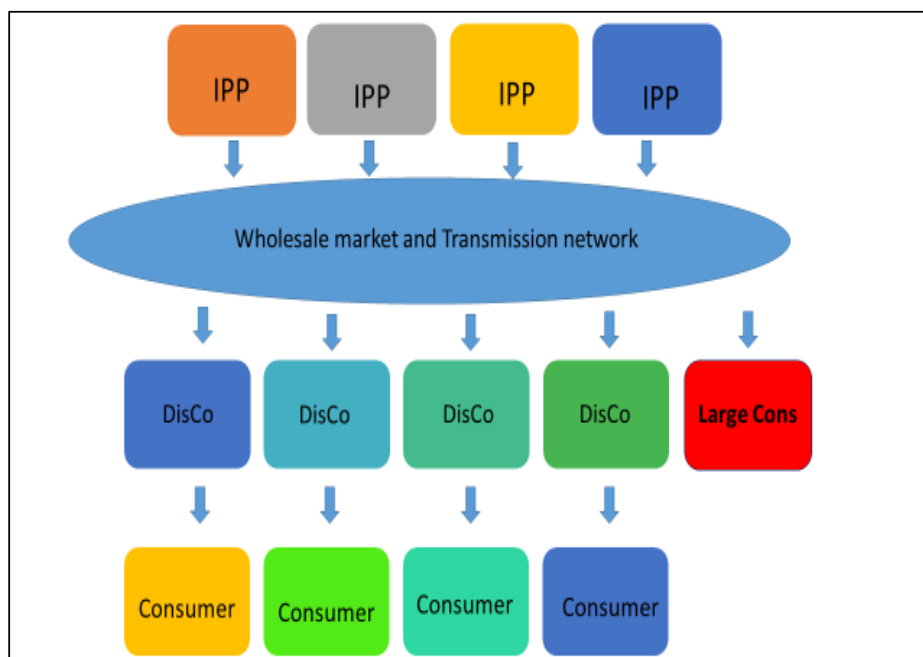 IPP IPP IPP IPP
Wholesale market and Transmission network
DisCo DisCo DisCo DisCo Large Cons
Consumer Consumer Consumer Consumer